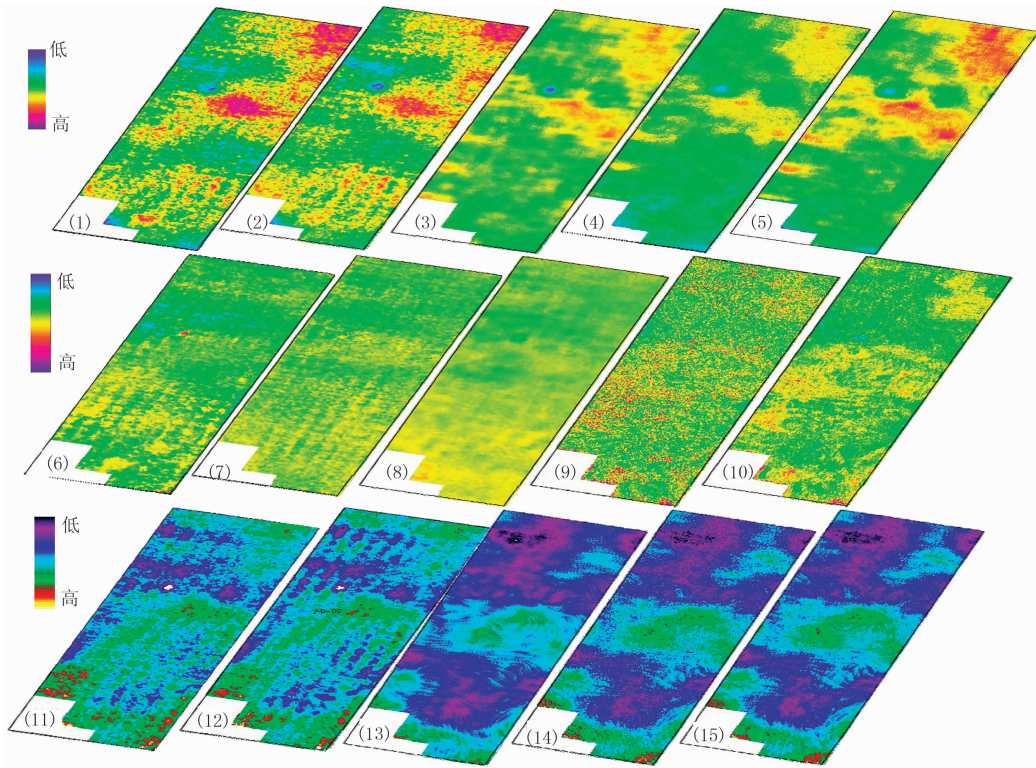 低
高
(1)
(2)
(3)
(4)
(5)
低
高
(6)
(7)
(8)
(9)
(10)
低
高
(11)
(12)
(13)
(14)
(15)